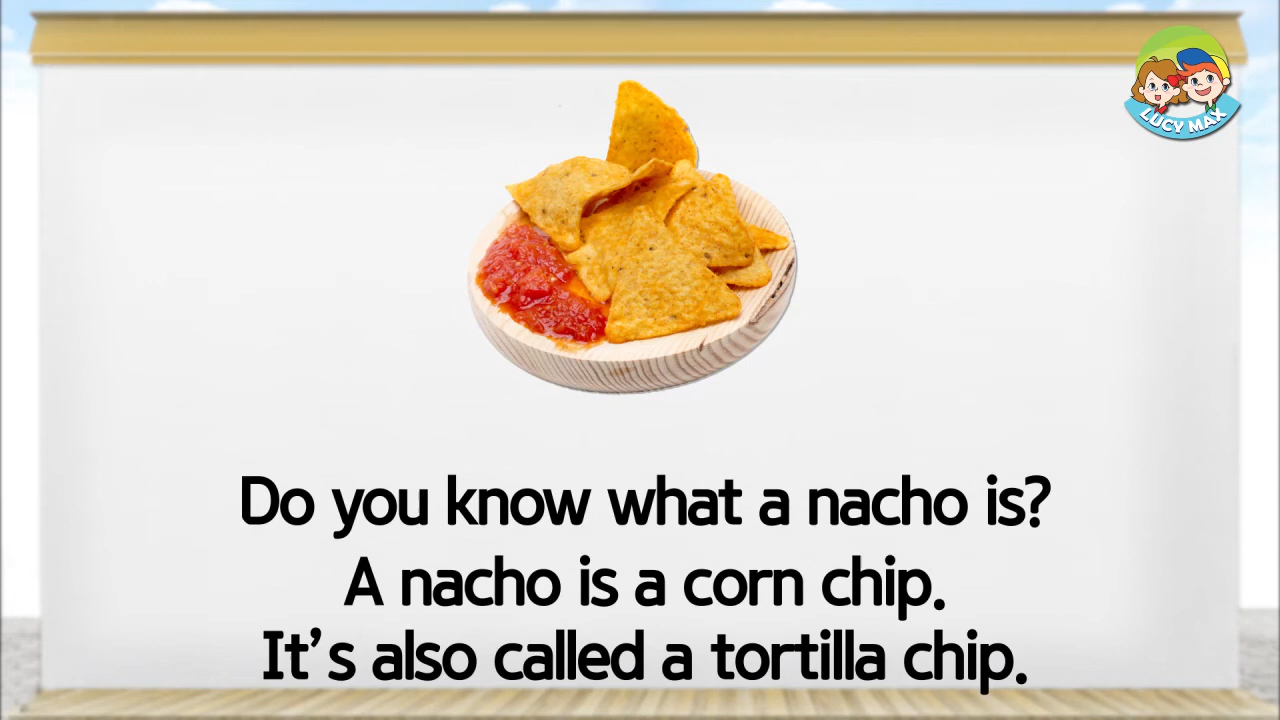 LUCY MAX
Do you know what a nacho is?
A nacho is a corn chip.
It's also called a tortilla chip.